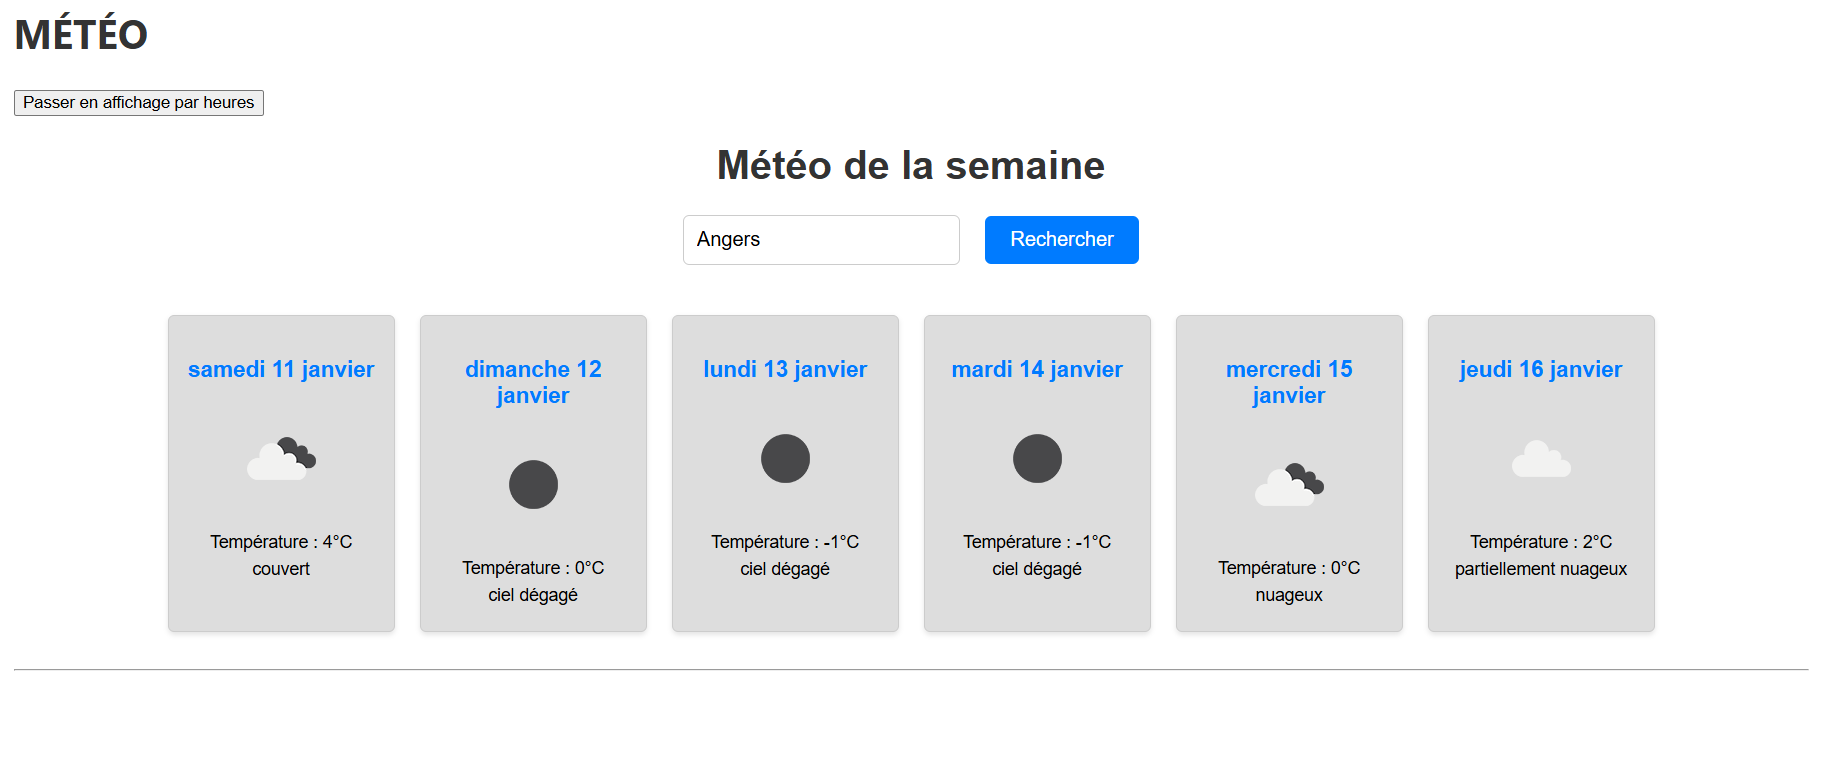 MÉTÉO
Passer en affichage par heures
Météo de la semaine
Angers
Rechercher
samedi 11 janvier
Température : 4°C
couvert
dimanche 12
janvier
Température : 0°C
ciel dégagé
lundi 13 janvier
Température : -1°C
ciel dégagé
mardi 14 janvier
Température : -1°C
ciel dégagé
mercredi 15
janvier
Température : 0°C
nuageux
jeudi 16 janvier
Température : 2°C
partiellement nuageux